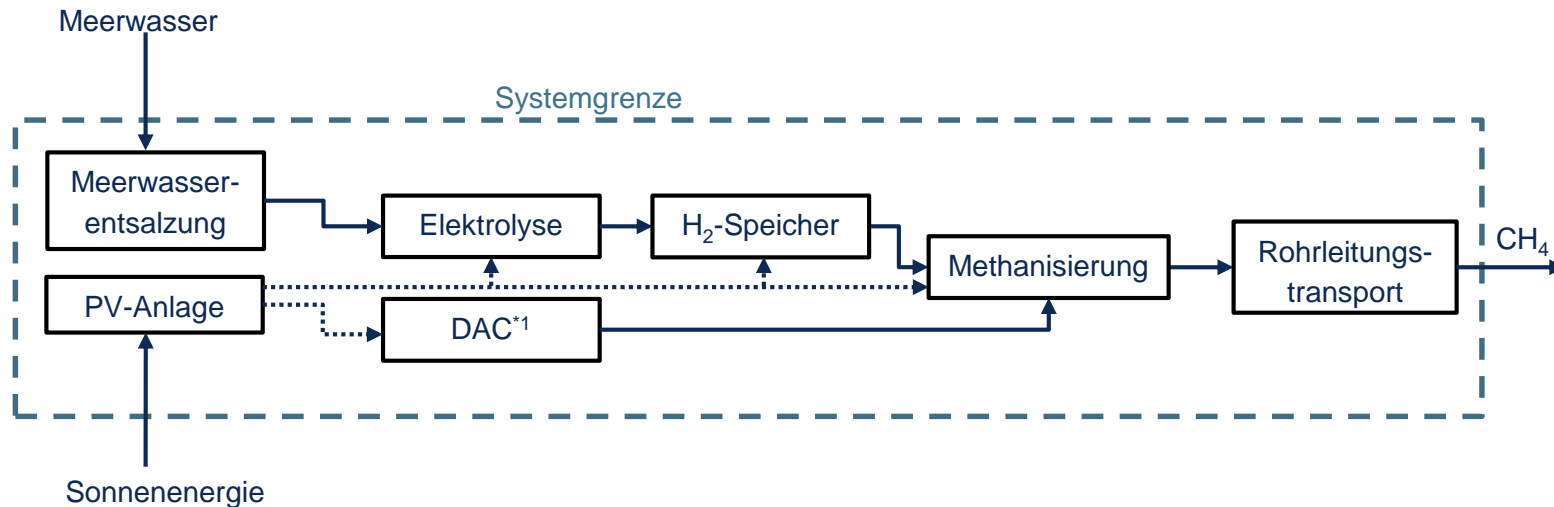 Meerwasser
Systemgrenze
Meerwasser-
entsalzung
Elektrolyse
H₂-Speicher
Methanisierung
Rohrleitungs-
transport
CH₄
PV-Anlage
DAC*¹
Sonnenenergie